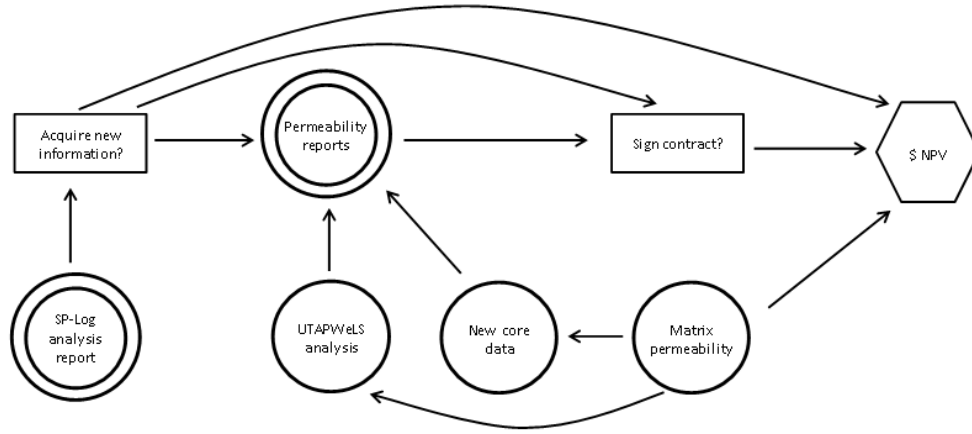 Acquire new
information?
Permeability
reports
Sign contract?
$ NPV
SP-Log
analysis
report
UTAPWeLS
analysis
New core
data
Matrix
permeability